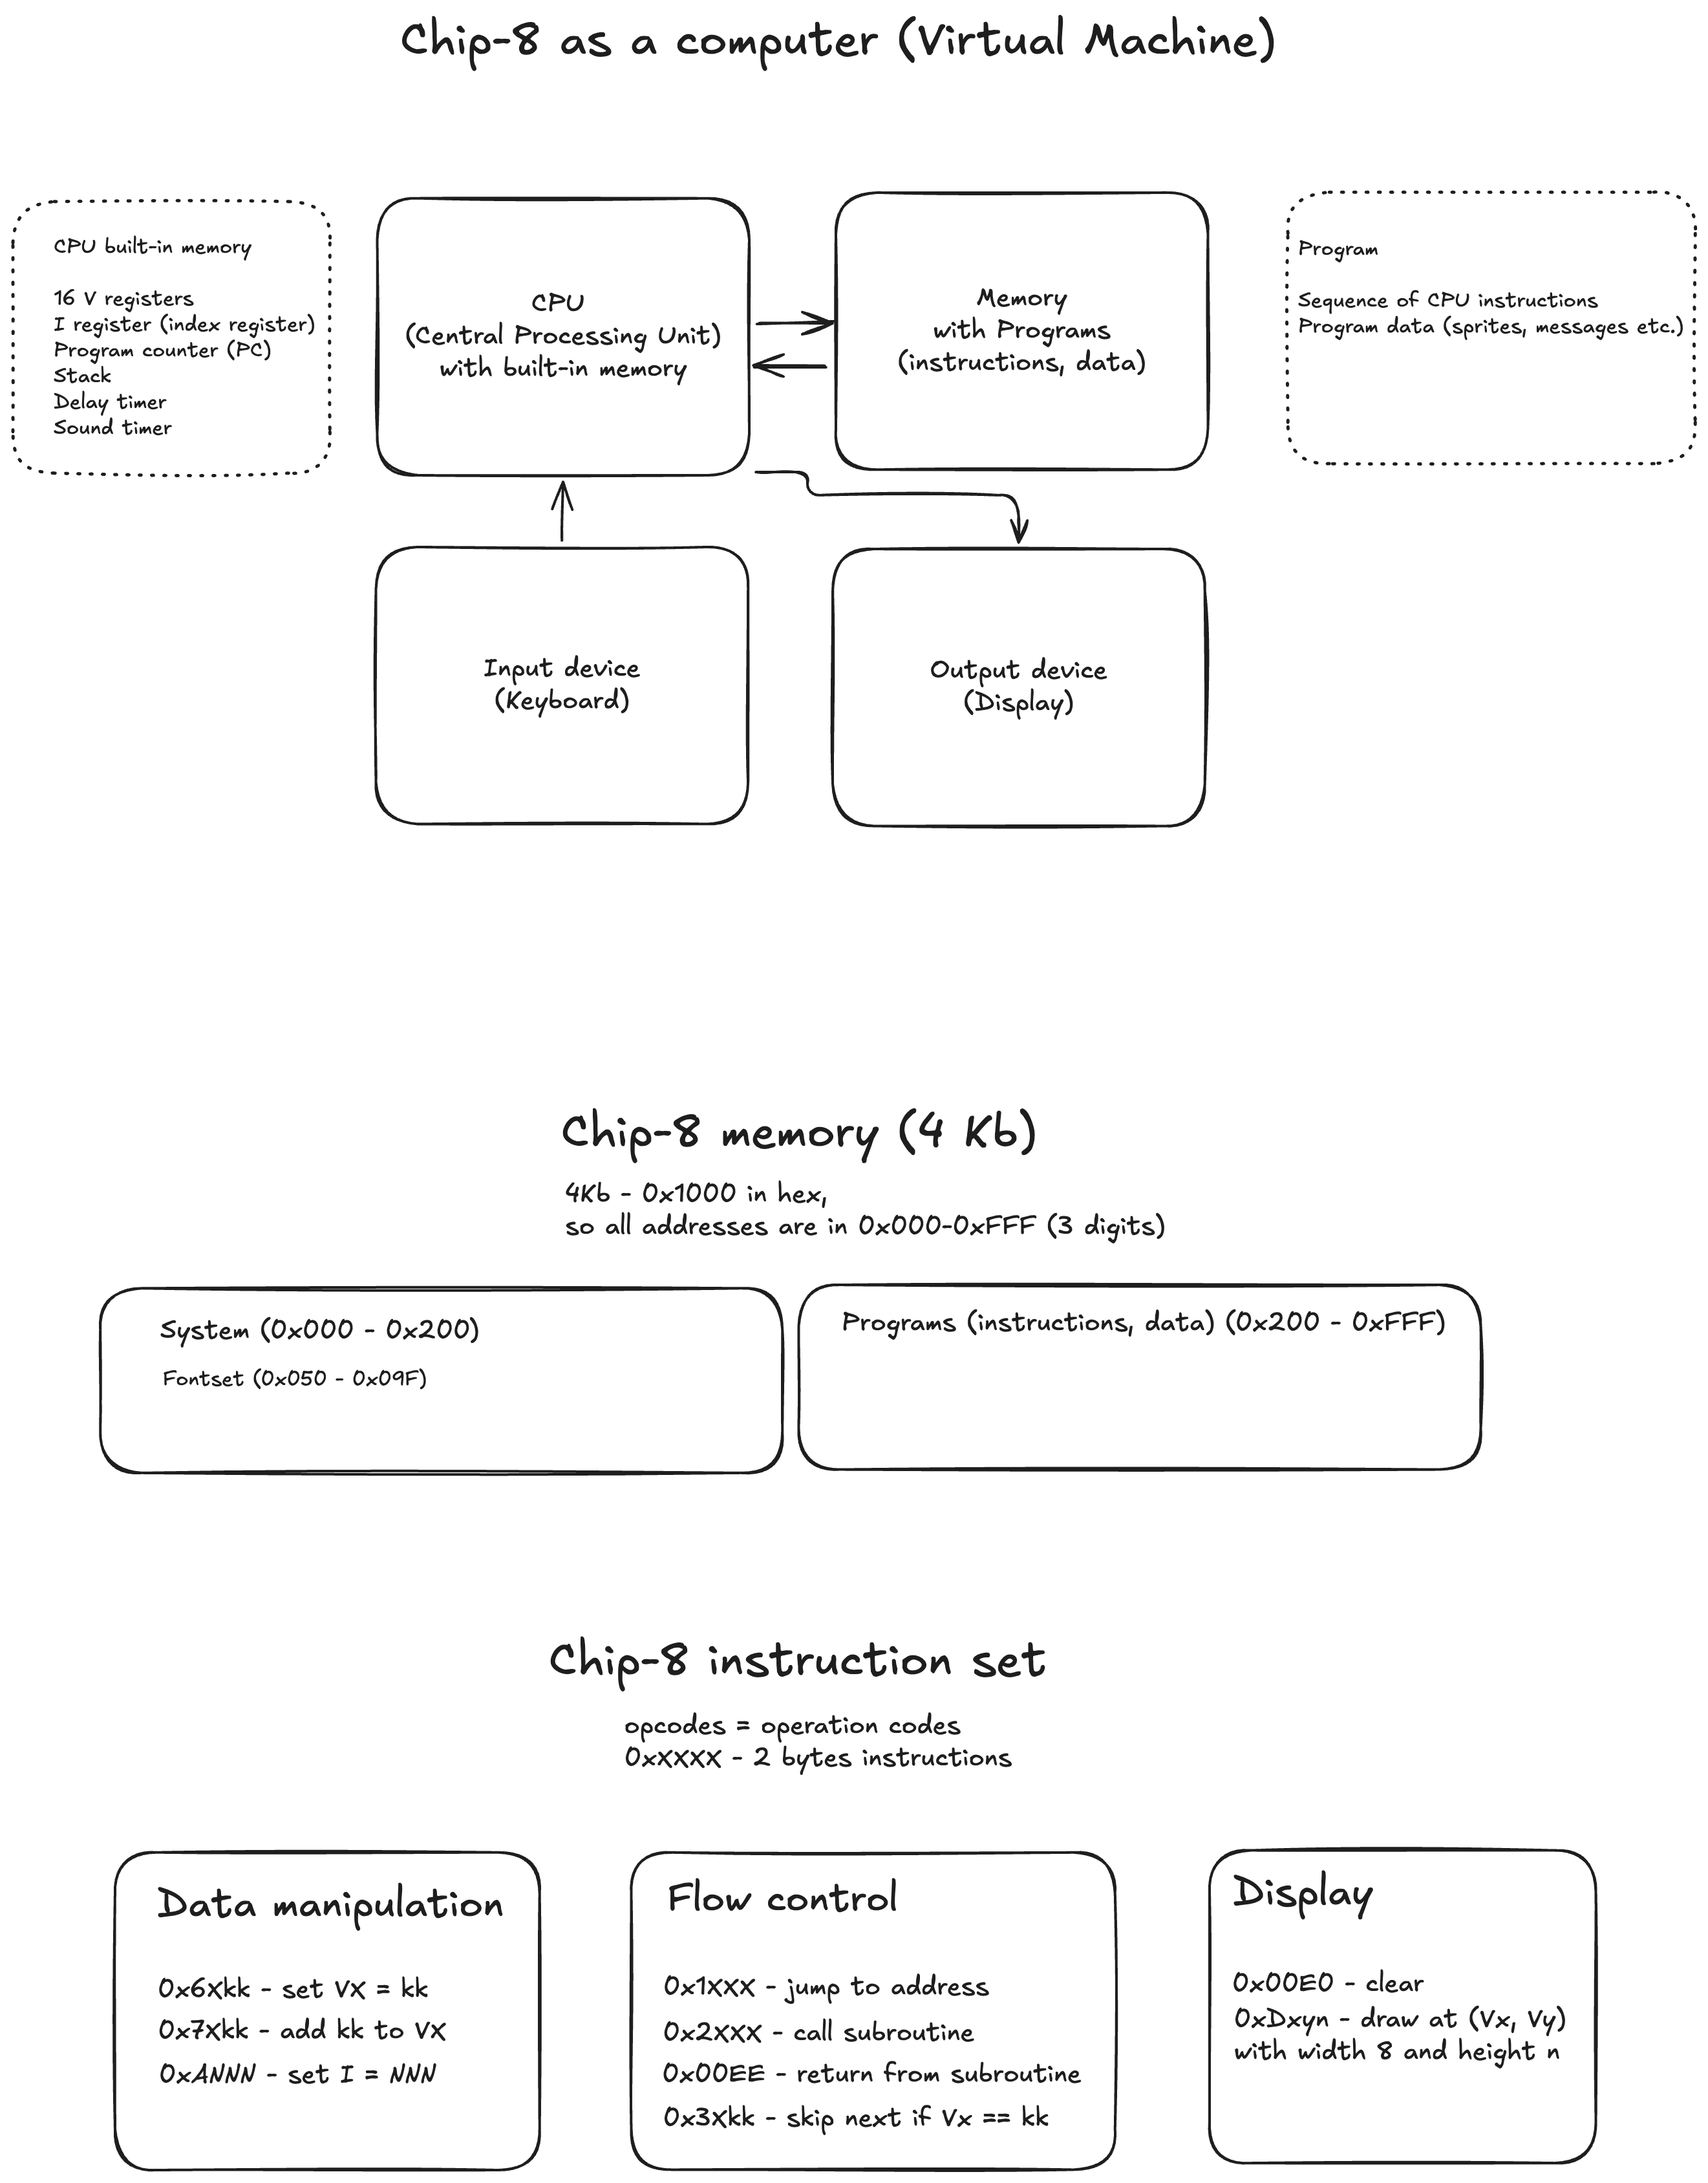 Chip-8 as a computer (Virtual Machine)
CPU built-in memory
16 V registers
I register (index register)
Program counter (PC)
Stack
Delay timer
Sound timer
CPU
(Central Processing Unit)
with built-in memory
Memory
with Programs
(instructions, data)
Program
Sequence of CPU instructions
Program data (sprites, messages etc.)
Input device
(Keyboard)
Output device
(Display)
Chip-8 memory (4 Kb)
4Kb - 0x1000 in hex,
so all addresses are in 0x000-0xFFF (3 digits)
System (0x000 - 0x200)
Fontset (0x050 - 0x09F)
Programs (instructions, data) (0x200 - 0xFFF)
Chip-8 instruction set
opcodes = operation codes
0xXXXX - 2 bytes instructions
Data manipulation
0x6Xkk - set VX = kk
0x7Xkk - add kk to VX
0xANNN - set I = NNN
Flow control
0x1XXX - jump to address
0x2XXX - call subroutine
0x00EE - return from subroutine
0x3Xkk - skip next if Vx == kk
Display
0x00E0 - clear
0xDxyn - draw at (Vx, Vy)
with width 8 and height n